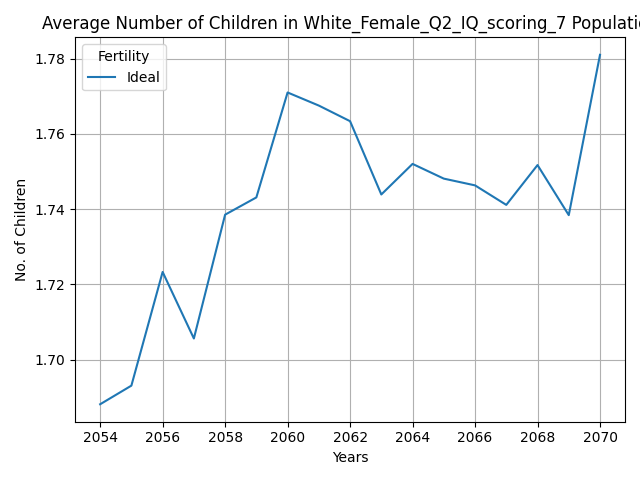 Average Number of Children in White_Female_Q2_IQ_scoring_7 Populatio
Fertility
Ideal
No. of Children
1.78
1.76
1.74
1.72
1.70
2054 2056 2058 2060 2062 2064 2066 2068 2070
Years